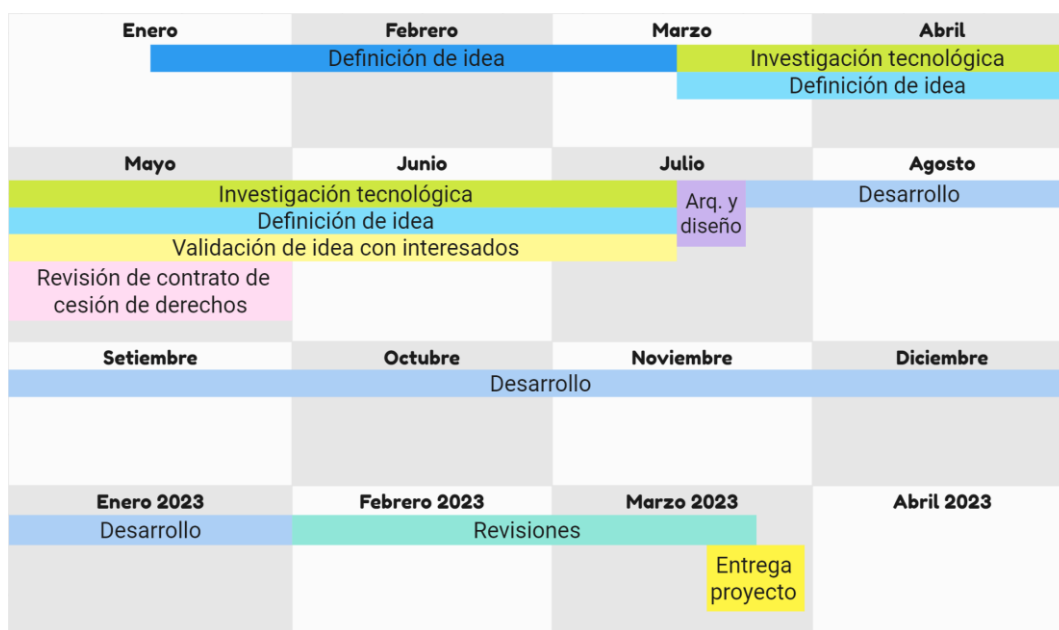 Enero Febrero Marzo Abril
Definición de idea Investigación tecnológica
Definición de idea
Mayo Junio Julio Agosto
Investigación tecnológica Arq. y Desarrollo
Definición de idea diseño
Validación de idea con interesados
Revisión de contrato de
cesión de derechos
Setiembre Octubre Noviembre Diciembre
Desarrollo
Enero 2023 Febrero 2023 Marzo 2023 Abril 2023
Desarrollo Revisiones
Entrega
proyecto